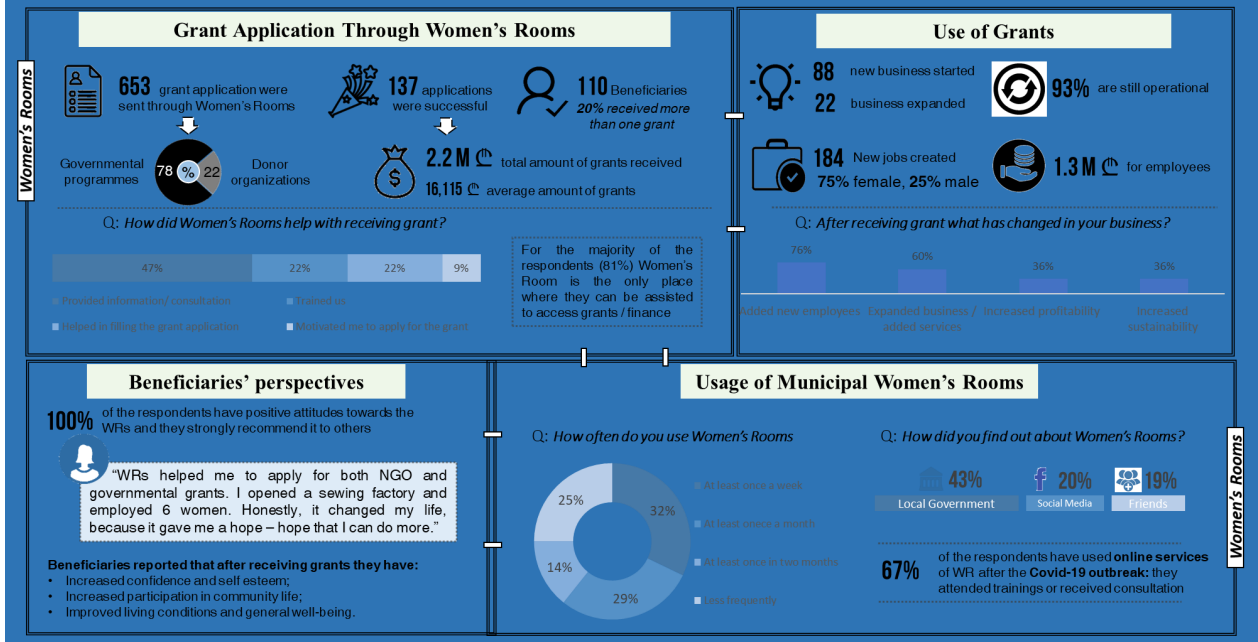 Women's Rooms
Grant Application Through Women's Rooms
653 grant application were
sent through Women's Rooms
137 applications
were successful
110 Beneficiaries
20% received more
than one grant
Governmental
programmes
78 % 22
Donor
organizations
2.2 M ₾ total amount of grants received
$
16,115 ₾ average amount of grants
Q: How did Women's Rooms help with receiving grant?
47% 22% 22% 9%
Provided information/ consultation
Trained us
Helped in filling the grant application
Motivated me to apply for the grant
For the majority of the
respondents (81%) Women's
Room is the only place
where they can be assisted
to access grants / finance
Use of Grants
88 new business started
22 business expanded
93% are still operational
184 New jobs created
75% female, 25% male
1.3 M ₾ for employees
Q: After receiving grant what has changed in your business?
76% 60% 36% 36%
Added new employees
Expanded business /
added services
Increased profitability
Increased
sustainability
Beneficiaries' perspectives
100% of the respondents have positive attitudes towards the
WRs and they strongly recommend it to others
"WRs helped me to apply for both NGO and
governmental grants. I opened a sewing factory and
employed 6 women. Honestly, it changed my life,
because it gave me a hope – hope that I can do more."
Beneficiaries reported that after receiving grants they have:
• Increased confidence and self esteem;
• Increased participation in community life;
• Improved living conditions and general well-being.
Usage of Municipal Women's Rooms
Q: How often do you use Women's Rooms
25%
32%
14%
29%
At least once a week
At least onece a month
At least once in two months
Less frequently
Q: How did you find out about Women's Rooms?
43%
Local Government
f 20%
Social Media
19%
Friends
67% of the respondents have used online services
of WR after the Covid-19 outbreak: they
attended trainings or received consultation
Women's Rooms